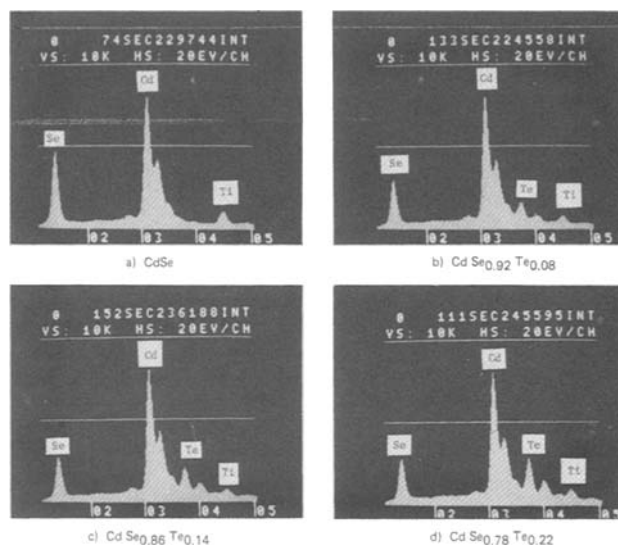 0 74SEC229744INT
VS: 10K HS: 20EV/CH
Cd
Se
Ti
02 03 04 05
a) CdSe
0 133SEC224550INT
VS: 10K HS: 20EV/CH
Cd
Se
Te
Ti
02 03 04 05
b) Cd Se0.92 Te0.08
0 152SEC236188INT
VS: 10K HS: 20EV/CH
Cd
Se
Te
Ti
02 03 04 05
c) Cd Se0.86 Te0.14
0 111SEC245595INT
VS: 10K HS: 20EV/CH
Cd
Se
Te
Ti
02 03 04 05
d) Cd Se0.78 Te0.22